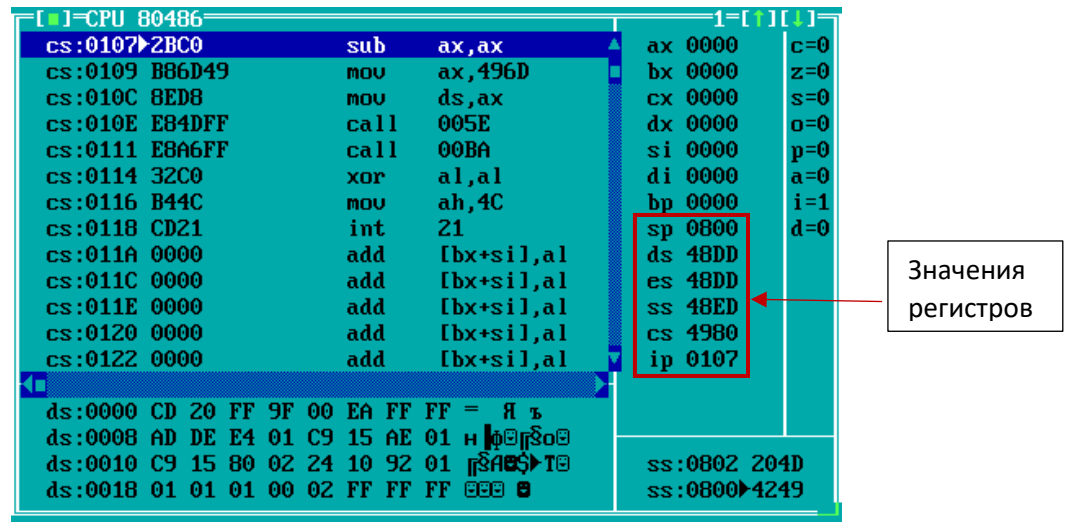 [■]=CPU 80486 1=[↑][↓]
cs:0107►2BC0 sub ax,ax ax 0000 c=0
cs:0109 B86D49 mov ax,496D bx 0000 z=0
cs:010C 8ED8 mov ds,ax cx 0000 s=0
cs:010E E84DFF call 005E dx 0000 o=0
cs:0111 E8A6FF call 00BA si 0000 p=0
cs:0114 32C0 xor al,al di 0000 a=0
cs:0116 B44C mov ah,4C bp 0000 i=1
cs:0118 CD21 int 21 sp 0800 d=0
cs:011A 0000 add [bx+si],al ds 48DD
cs:011C 0000 add [bx+si],al es 48DD
cs:011E 0000 add [bx+si],al ss 48ED
cs:0120 0000 add [bx+si],al cs 4980
cs:0122 0000 add [bx+si],al ip 0107
Значения
регистров
ds:0000 CD 20 FF 9F 00 EA FF FF = Я ъ
ds:0008 AD DE E4 01 C9 15 AE 01 н▐ф☺╔§о☺
ds:0010 C9 15 80 02 24 10 92 01 ╔§А☻$►Т☺
ds:0018 01 01 01 00 02 FF FF FF ☺☺☺ ☻
ss:0802 204D
ss:0800►4249